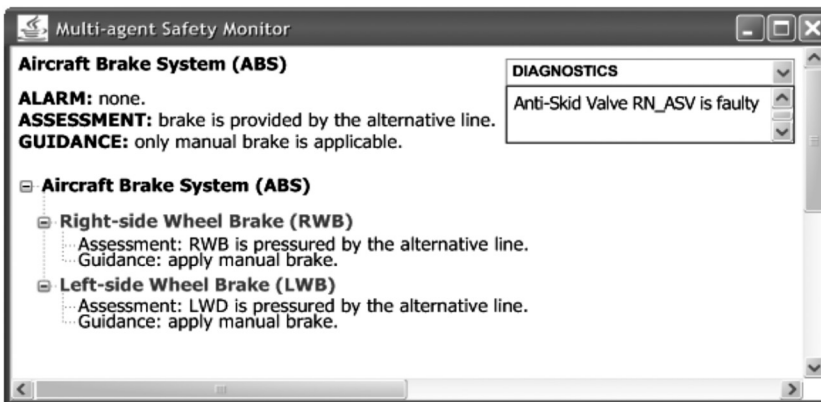 Multi-agent Safety Monitor
Aircraft Brake System (ABS)
DIAGNOSTICS
ALARM: none.
Anti-Skid Valve RN_ASV is faulty
ASSESSMENT: brake is provided by the alternative line.
GUIDANCE: only manual brake is applicable.
Aircraft Brake System (ABS)
Right-side Wheel Brake (RWB)
Assessment: RWB is pressured by the alternative line.
Guidance: apply manual brake.
Left-side Wheel Brake (LWB)
Assessment: LWD is pressured by the alternative line.
Guidance: apply manual brake.